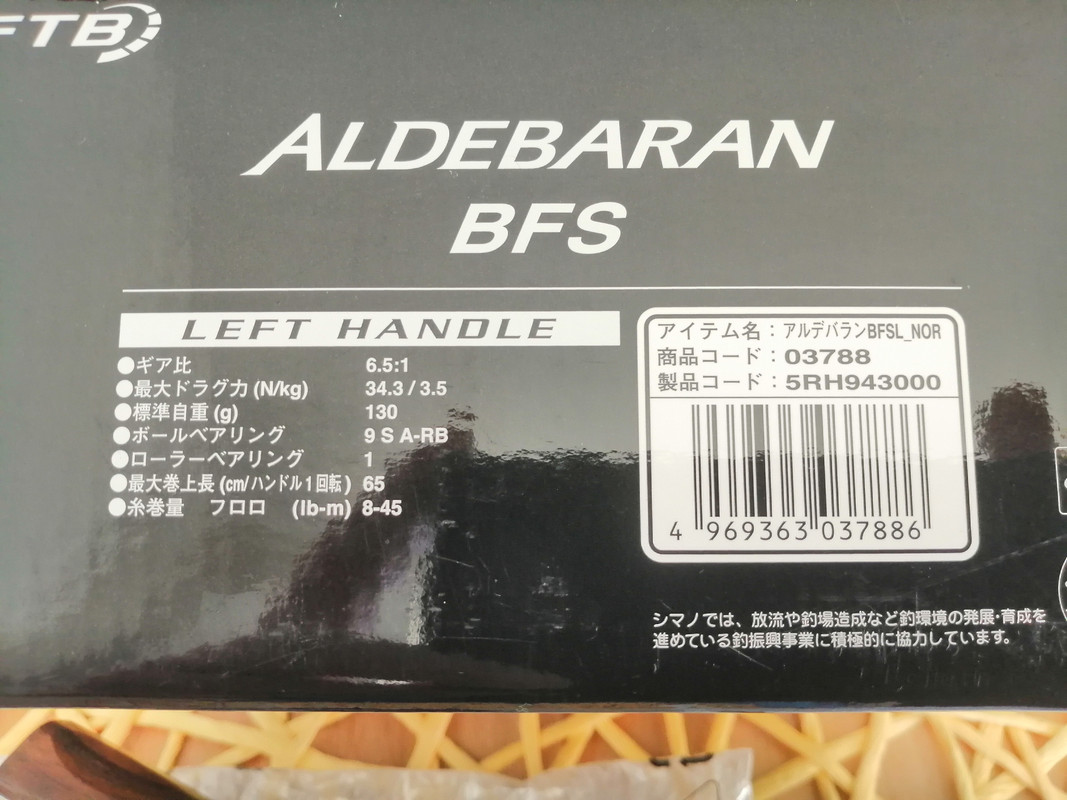 FTB
ALDEBARAN
BFS
LEFT HANDLE
●ギア比 6.5:1
●最大ドラグ力 (N/kg) 34.3 / 3.5
●標準自重 (g) 130
●ボールベアリング 9 S A-RB
●ローラーベアリング 1
●最大巻上長 (cm/ハンドル1回転) 65
●糸巻量 フロロ (lb-m) 8-45
アイテム名：アルデバランBFSL_NOR
商品コード：03788
製品コード：5RH943000
4 969363 037886
シマノでは、放流や釣場造成など釣環境の発展・育成を
進めている釣振興事業に積極的に協力しています。